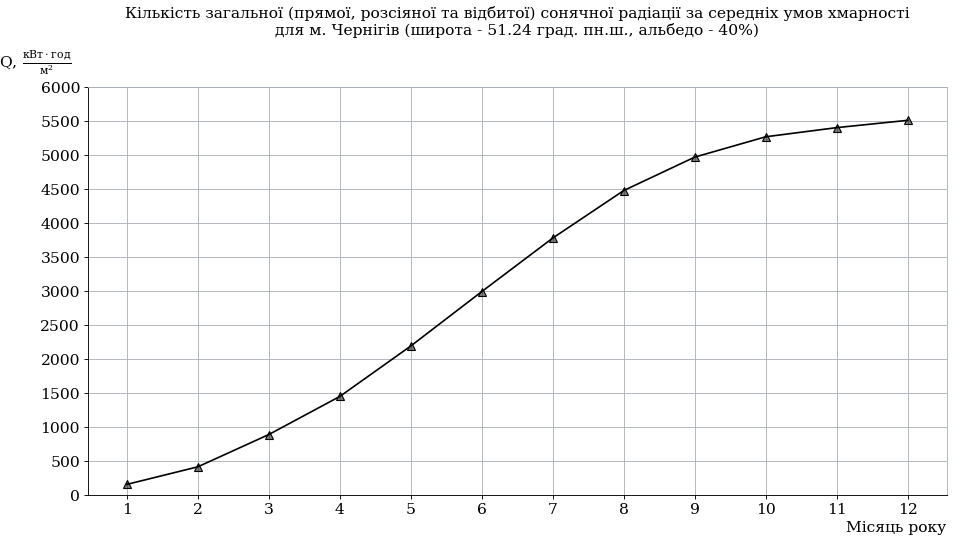 Кількість загальної (прямої, розсіяної та відбитої) сонячної радіації за середніх умов хмарності
для м. Чернігів (широта - 51.24 град. пн.ш., альбедо - 40%)
Q, кВт · год
м²
6000
5500
5000
4500
4000
3500
3000
2500
2000
1500
1000
500
0
1 2 3 4 5 6 7 8 9 10 11 12
Місяць року